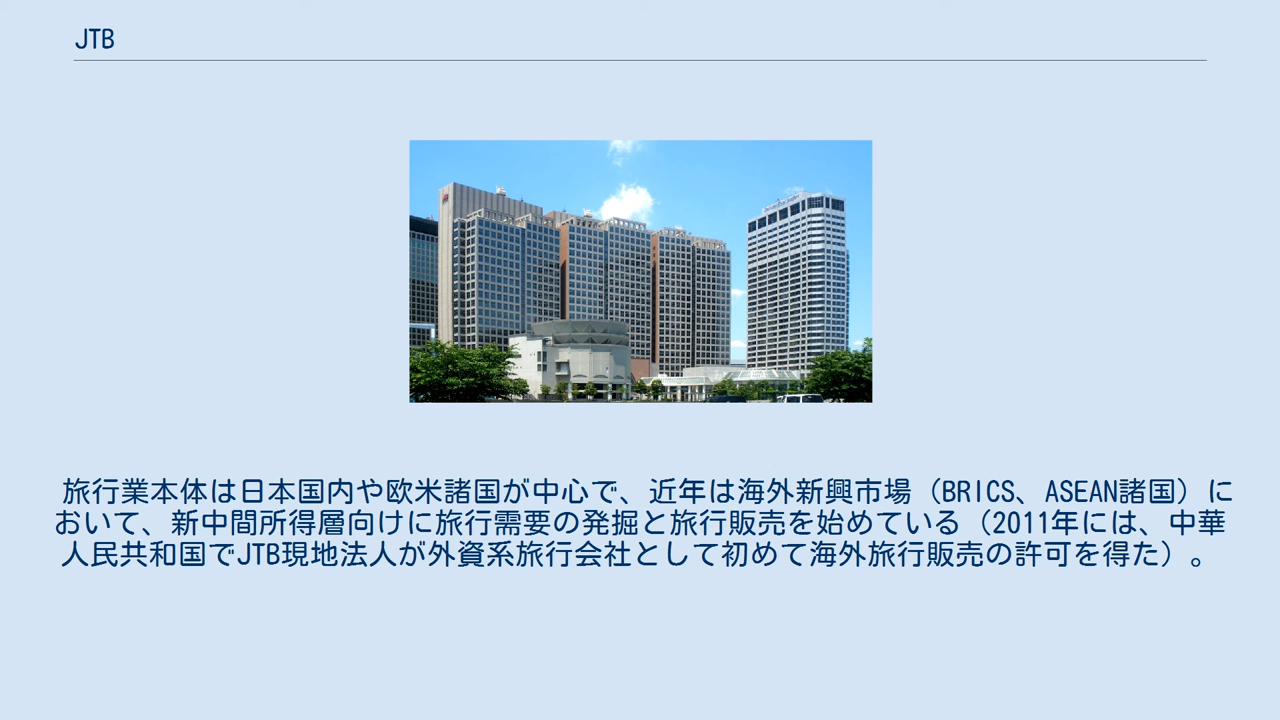 JTB
旅行業本体は日本国内や欧米諸国が中心で、近年は海外新興市場（BRICS、ASEAN諸国）に
おいて、新中間所得層向けに旅行需要の発掘と旅行販売を始めている（2011年には、中華
人民共和国でJTB現地法人が外資系旅行会社として初めて海外旅行販売の許可を得た）。